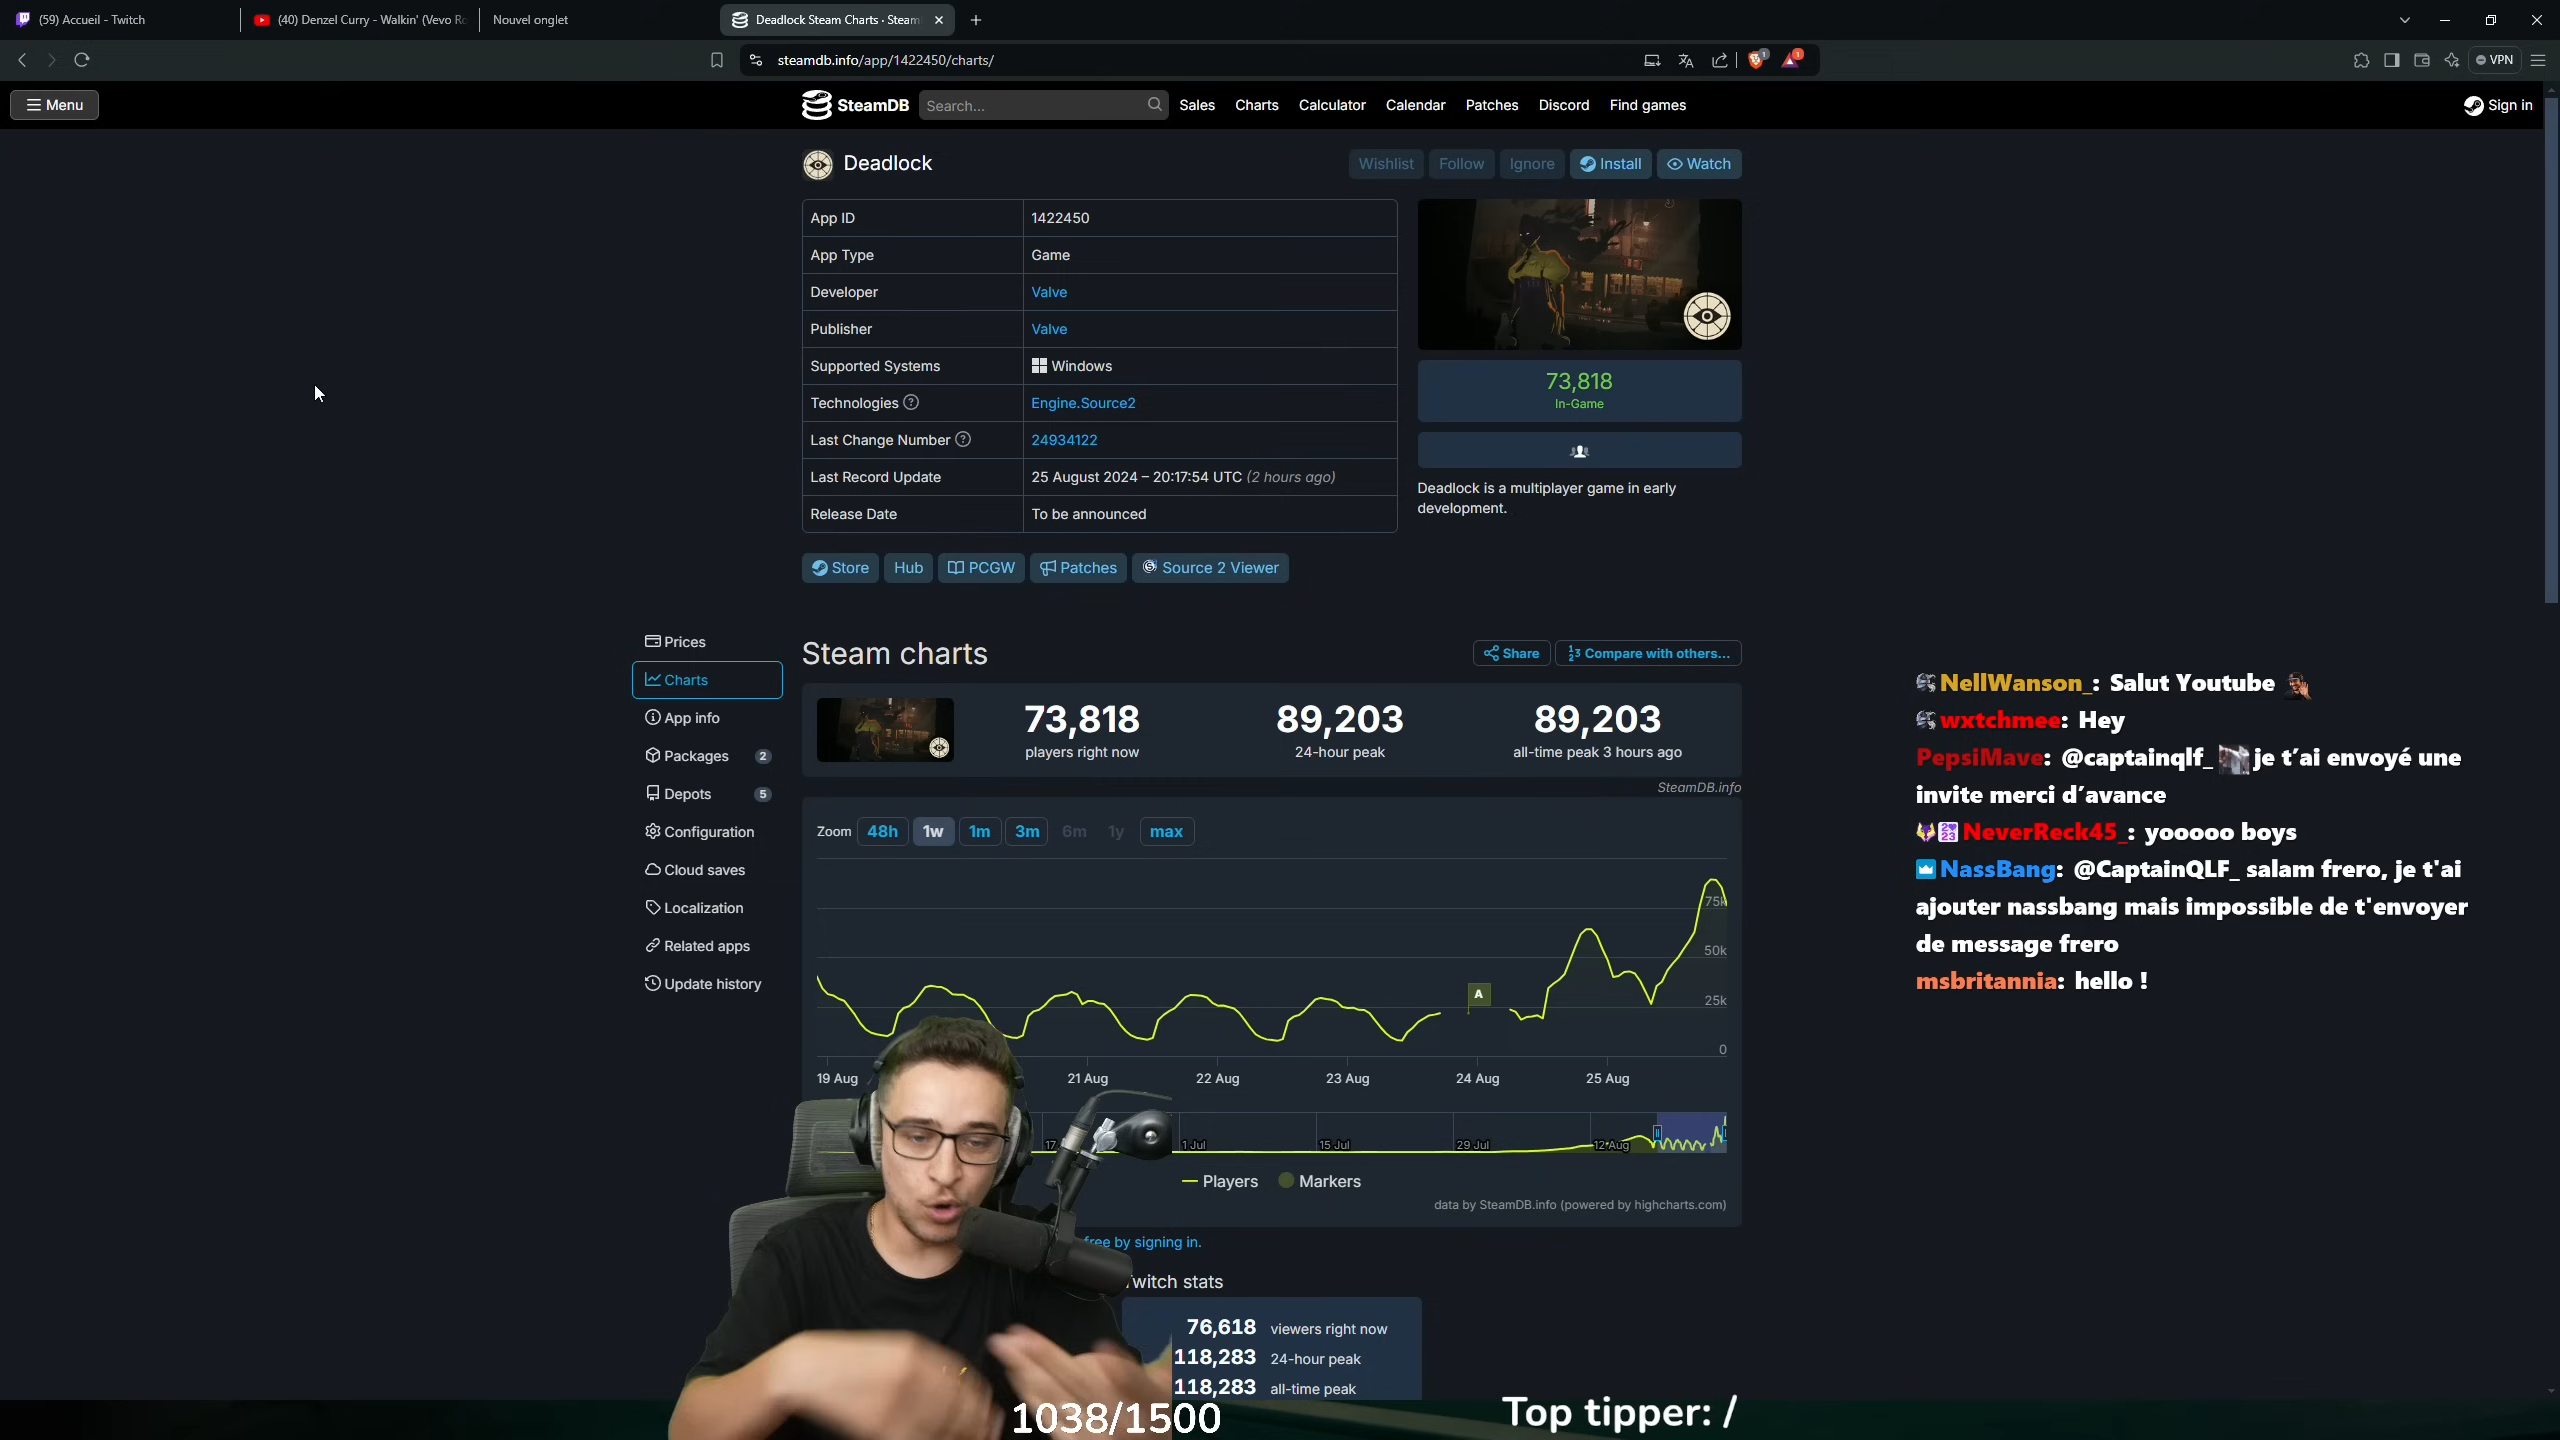 (59) Accueil - Twitch
(40) Denzel Curry - Walkin' (Vevo Ro
Nouvel onglet
Deadlock Steam Charts · Steam
steamdb.info/app/1422450/charts/
1
1
VPN
Menu
SteamDB
Search...
Sales
Charts
Calculator
Calendar
Patches
Discord
Find games
Sign in
Deadlock
Wishlist
Follow
Ignore
Install
Watch
App ID 1422450
App Type Game
Developer Valve
Publisher Valve
Supported Systems Windows
Technologies Engine.Source2
Last Change Number 24934122
Last Record Update 25 August 2024 – 20:17:54 UTC (2 hours ago)
Release Date To be announced
73,818
In-Game
Deadlock is a multiplayer game in early
development.
Store
Hub
PCGW
Patches
Source 2 Viewer
Prices
Charts
App info
Packages 2
Depots 5
Configuration
Cloud saves
Localization
Related apps
Update history
Steam charts
Share
Compare with others...
73,818
players right now
89,203
24-hour peak
89,203
all-time peak 3 hours ago
SteamDB.info
Zoom 48h 1w 1m 3m 6m 1y max
75k
50k
25k
0
A
19 Aug
21 Aug
22 Aug
23 Aug
24 Aug
25 Aug
17
1 Jul
15 Jul
29 Jul
12 Aug
Players
Markers
data by SteamDB.info (powered by highcharts.com)
free by signing in.
witch stats
76,618 viewers right now
118,283 24-hour peak
118,283 all-time peak
NellWanson_: Salut Youtube
wxtchmee: Hey
PepsiMave: @captainqlf_ je t'ai envoyé une
invite merci d'avance
NeverReck45_: yooooo boys
NassBang: @CaptainQLF_ salam frero, je t'ai
ajouter nassbang mais impossible de t'envoyer
de message frero
msbritannia: hello !
1038/1500
Top tipper: /